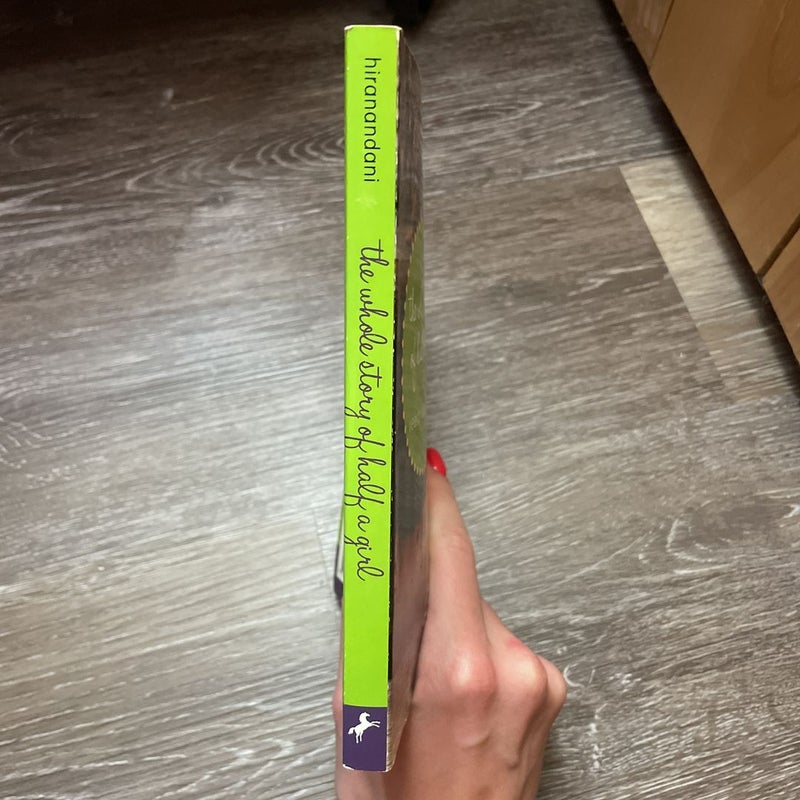 hiranandani
the whole story of half a girl